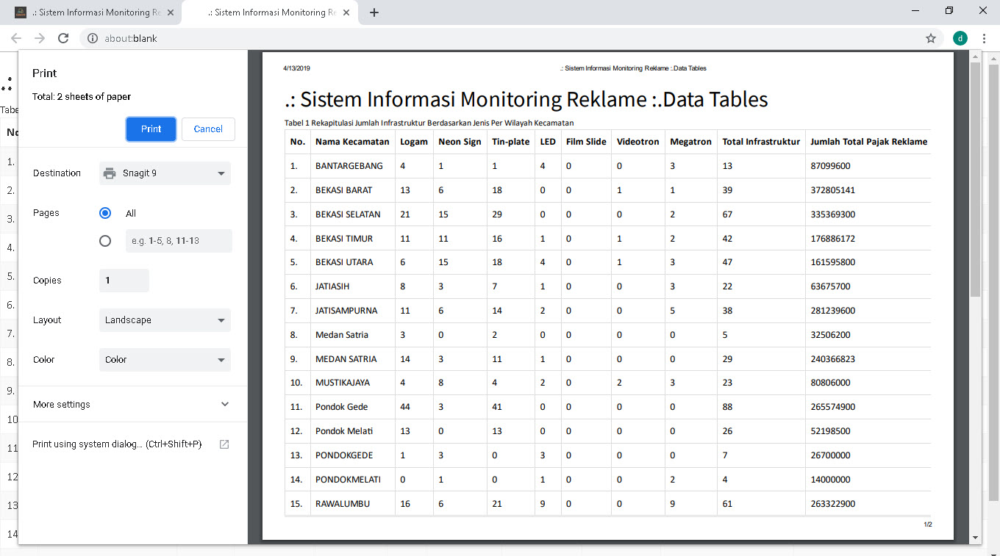 .: Sistem Informasi Monitoring Re
.: Sistem Informasi Monitoring Re
about:blank
d
Print
Total: 2 sheets of paper
Print Cancel
Destination Snagit 9
Pages All
e.g. 1-5, 8, 11-13
Copies 1
Layout Landscape
Color Color
More settings
Print using system dialog... (Ctrl+Shift+P)
Tabe
No
1.
2.
3.
4.
5.
6.
7.
8.
9.
10
11
12
13
14
4/13/2019 .: Sistem Informasi Monitoring Reklame :.Data Tables
.: Sistem Informasi Monitoring Reklame :.Data Tables
Tabel 1 Rekapitulasi Jumlah Infrastruktur Berdasarkan Jenis Per Wilayah Kecamatan
No. Nama Kecamatan Logam Neon Sign Tin-plate LED Film Slide Videotron Megatron Total Infrastruktur Jumlah Total Pajak Reklame
1. BANTARGEBANG 4 1 1 4 0 0 3 13 87099600
2. BEKASI BARAT 13 6 18 0 0 1 1 39 372805141
3. BEKASI SELATAN 21 15 29 0 0 0 2 67 335369300
4. BEKASI TIMUR 11 11 16 1 0 1 2 42 176886172
5. BEKASI UTARA 6 15 18 4 0 1 3 47 161595800
6. JATIASIH 8 3 7 1 0 0 3 22 63675700
7. JATISAMPURNA 11 6 14 2 0 0 5 38 281239600
8. Medan Satria 3 0 2 0 0 0 0 5 32506200
9. MEDAN SATRIA 14 3 11 1 0 0 0 29 240366823
10. MUSTIKAJAYA 4 8 4 2 0 2 3 23 80806000
11. Pondok Gede 44 3 41 0 0 0 0 88 265574900
12. Pondok Melati 13 0 13 0 0 0 0 26 52198500
13. PONDOKGEDE 1 3 0 3 0 0 0 7 26700000
14. PONDOKMELATI 0 1 0 1 0 0 2 4 14000000
15. RAWALUMBU 16 6 21 9 0 0 9 61 263322900
1/2